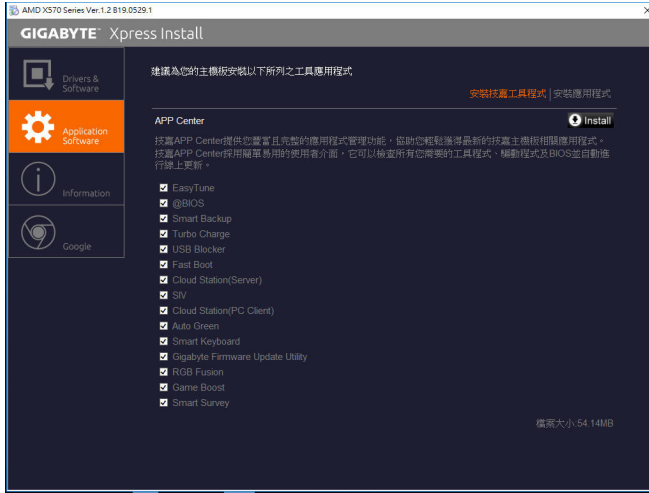 AMD X570 Series Ver.1.2 B19.0529.1
GIGABYTE™ Xpress Install
Drivers & Software
建議為您的主機板安裝以下所列之工具應用程式
安裝技嘉工具程式 | 安裝應用程式
Application Software
APP Center
Install
技嘉APP Center提供您豐富且完整的應用程式管理功能，協助您輕鬆獲得最新的技嘉主機板相關應用程式。
技嘉APP Center採用簡單易用的使用者介面，它可以檢查所有您需要的工具程式、驅動程式及BIOS並自動進
行線上更新。
Information
Google
EasyTune
@BIOS
Smart Backup
Turbo Charge
USB Blocker
Fast Boot
Cloud Station(Server)
SIV
Cloud Station(PC Client)
Auto Green
Smart Keyboard
Gigabyte Firmware Update Utility
RGB Fusion
Game Boost
Smart Survey
檔案大小:54.14MB